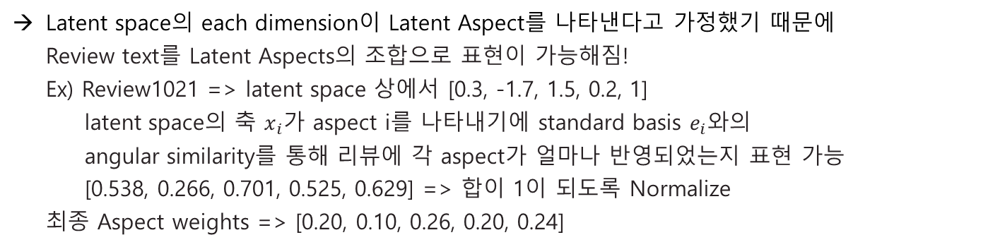 → Latent space의 each dimension이 Latent Aspect를 나타낸다고 가정했기 때문에
Review text를 Latent Aspects의 조합으로 표현이 가능해짐!
Ex) Review1021 => latent space 상에서 [0.3, -1.7, 1.5, 0.2, 1]
latent space의 축 𝑥ᵢ가 aspect i를 나타내기에 standard basis 𝑒ᵢ와의
angular similarity를 통해 리뷰에 각 aspect가 얼마나 반영되었는지 표현 가능
[0.538, 0.266, 0.701, 0.525, 0.629] => 합이 1이 되도록 Normalize
최종 Aspect weights => [0.20, 0.10, 0.26, 0.20, 0.24]